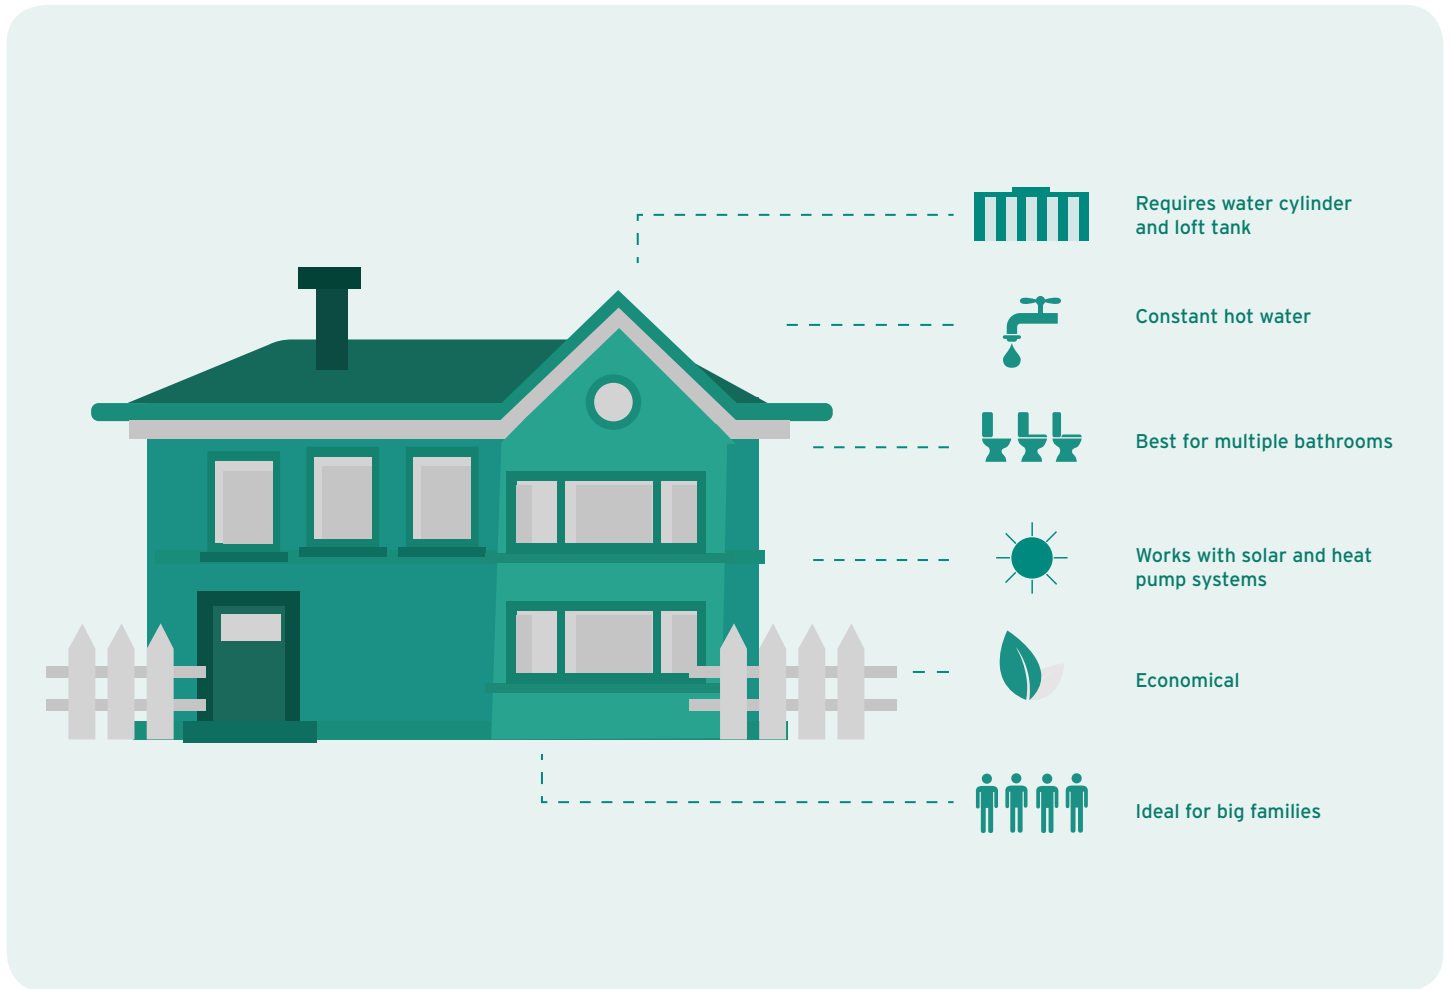 Requires water cylinder
and loft tank
Constant hot water
Best for multiple bathrooms
Works with solar and heat
pump systems
Economical
Ideal for big families